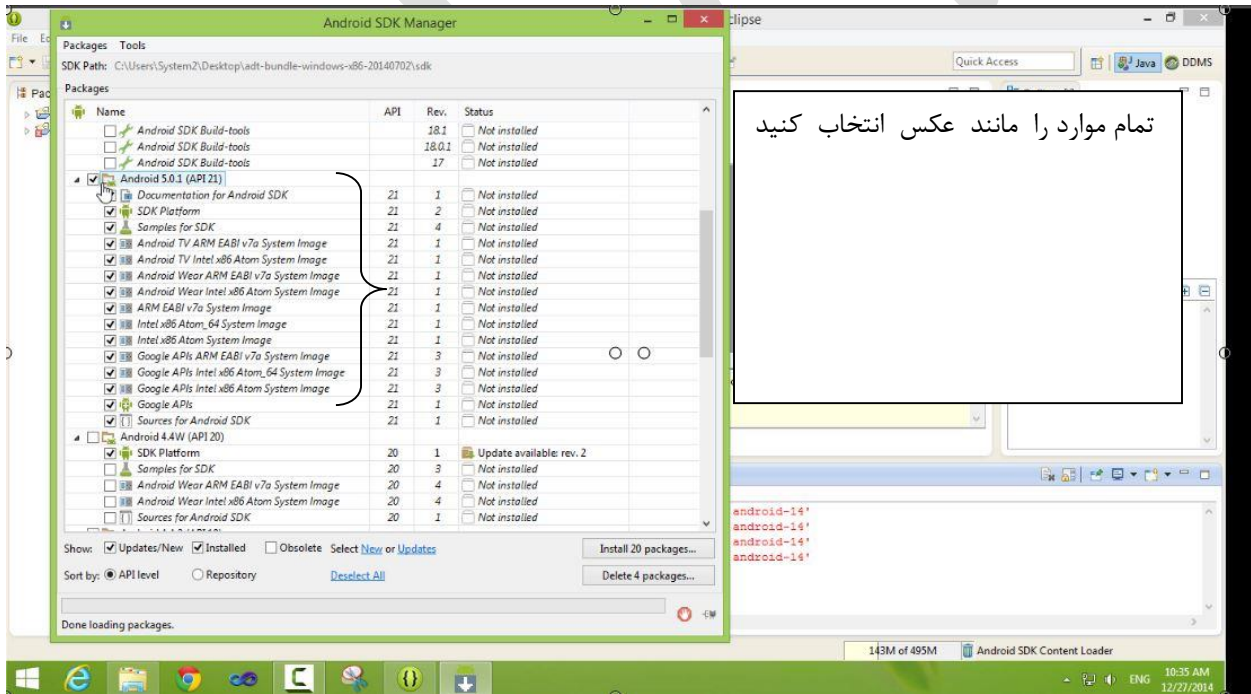 Android SDK Manager
clipse
Packages Tools
SDK Path: C:\Users\System2\Desktop\adt-bundle-windows-x86-20140702\sdk
Packages
Quick Access
Java
DDMS
File
Pac
Name API Rev. Status
Android SDK Build-tools 18.1 Not installed
Android SDK Build-tools 18.0.1 Not installed
Android SDK Build-tools 17 Not installed
Android 5.0.1 (API 21)
Documentation for Android SDK 21 1 Not installed
SDK Platform 21 2 Not installed
Samples for SDK 21 4 Not installed
Android TV ARM EABI v7a System Image 21 1 Not installed
Android TV Intel x86 Atom System Image 21 1 Not installed
Android Wear ARM EABI v7a System Image 21 1 Not installed
Android Wear Intel x86 Atom System Image 21 1 Not installed
ARM EABI v7a System Image 21 1 Not installed
Intel x86 Atom_64 System Image 21 1 Not installed
Intel x86 Atom System Image 21 1 Not installed
Google APIs ARM EABI v7a System Image 21 3 Not installed
Google APIs Intel x86 Atom_64 System Image 21 3 Not installed
Google APIs Intel x86 Atom System Image 21 3 Not installed
Google APIs 21 1 Not installed
Sources for Android SDK 21 1 Not installed
Android 4.4W (API 20)
SDK Platform 20 1 Update available: rev. 2
Samples for SDK 20 3 Not installed
Android Wear ARM EABI v7a System Image 20 4 Not installed
Android Wear Intel x86 Atom System Image 20 4 Not installed
Sources for Android SDK 20 1 Not installed
Show: Updates/New Installed Obsolete Select New or Updates
Install 20 packages...
Sort by: API level Repository Deselect All
Delete 4 packages...
Done loading packages.
تمام موارد را مانند عکس انتخاب کنید
android-14'
android-14'
android-14'
android-14'
143M of 495M
Android SDK Content Loader
ENG
10:35 AM
12/27/2014